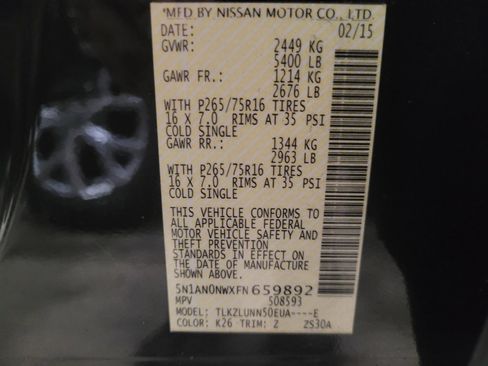 *MFD BY NISSAN MOTOR CO., LTD.
DATE: 02/15
GVWR: 2449 KG
5400 LB
GAWR FR.: 1214 KG
2676 LB
WITH P265/75R16 TIRES
16 X 7.0 RIMS AT 35 PSI
COLD SINGLE
GAWR RR.: 1344 KG
2963 LB
WITH P265/75R16 TIRES
16 X 7.0 RIMS AT 35 PSI
COLD SINGLE
THIS VEHICLE CONFORMS TO
ALL APPLICABLE FEDERAL
MOTOR VEHICLE SAFETY AND
THEFT PREVENTION
STANDARDS IN EFFECT ON
THE DATE OF MANUFACTURE
SHOWN ABOVE.
5N1AN0NWXFN659892
MPV 508593
MODEL: TLKZLUNN50EUA----E
COLOR: K26 TRIM: Z ZS30A